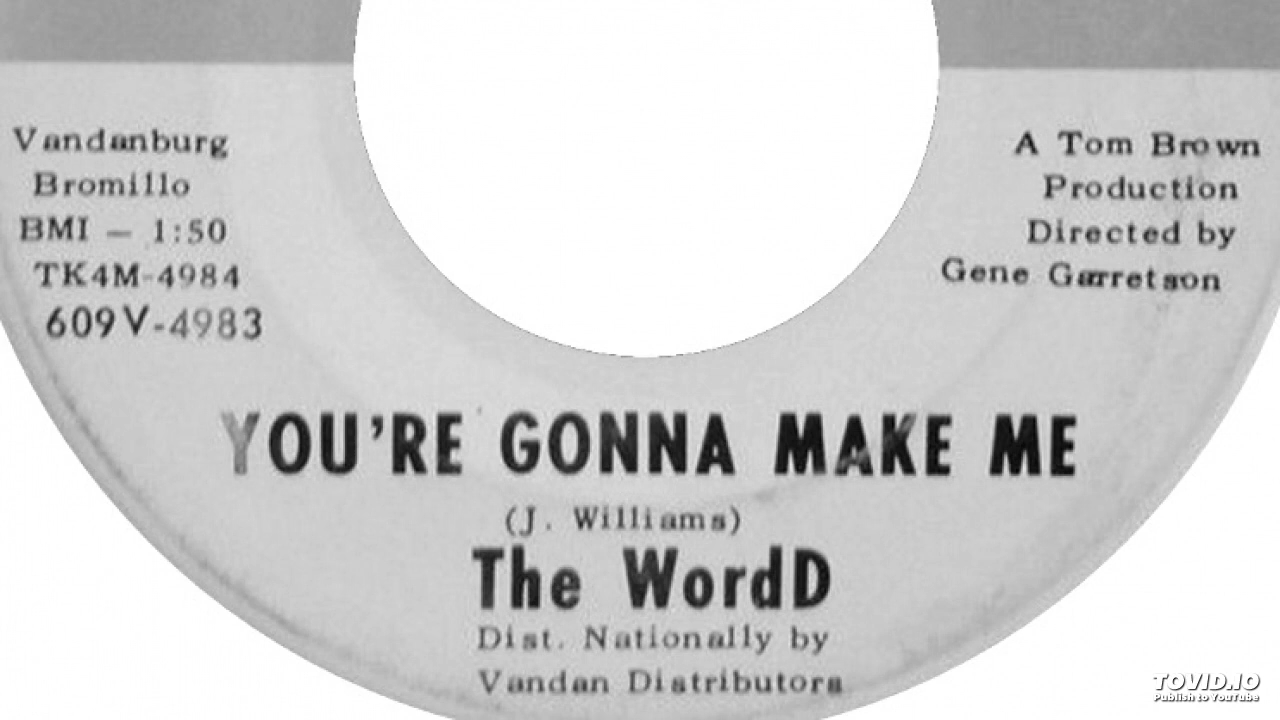 Vandanburg
Bromillo
BMI — 1:50
TK4M-4984
609V-4983
A Tom Brown
Production
Directed by
Gene Garretson
YOU'RE GONNA MAKE ME
(J. Williams)
The WordD
Dist. Nationally by
Vandan Distributors
TOVID.IO
Publish to YouTube